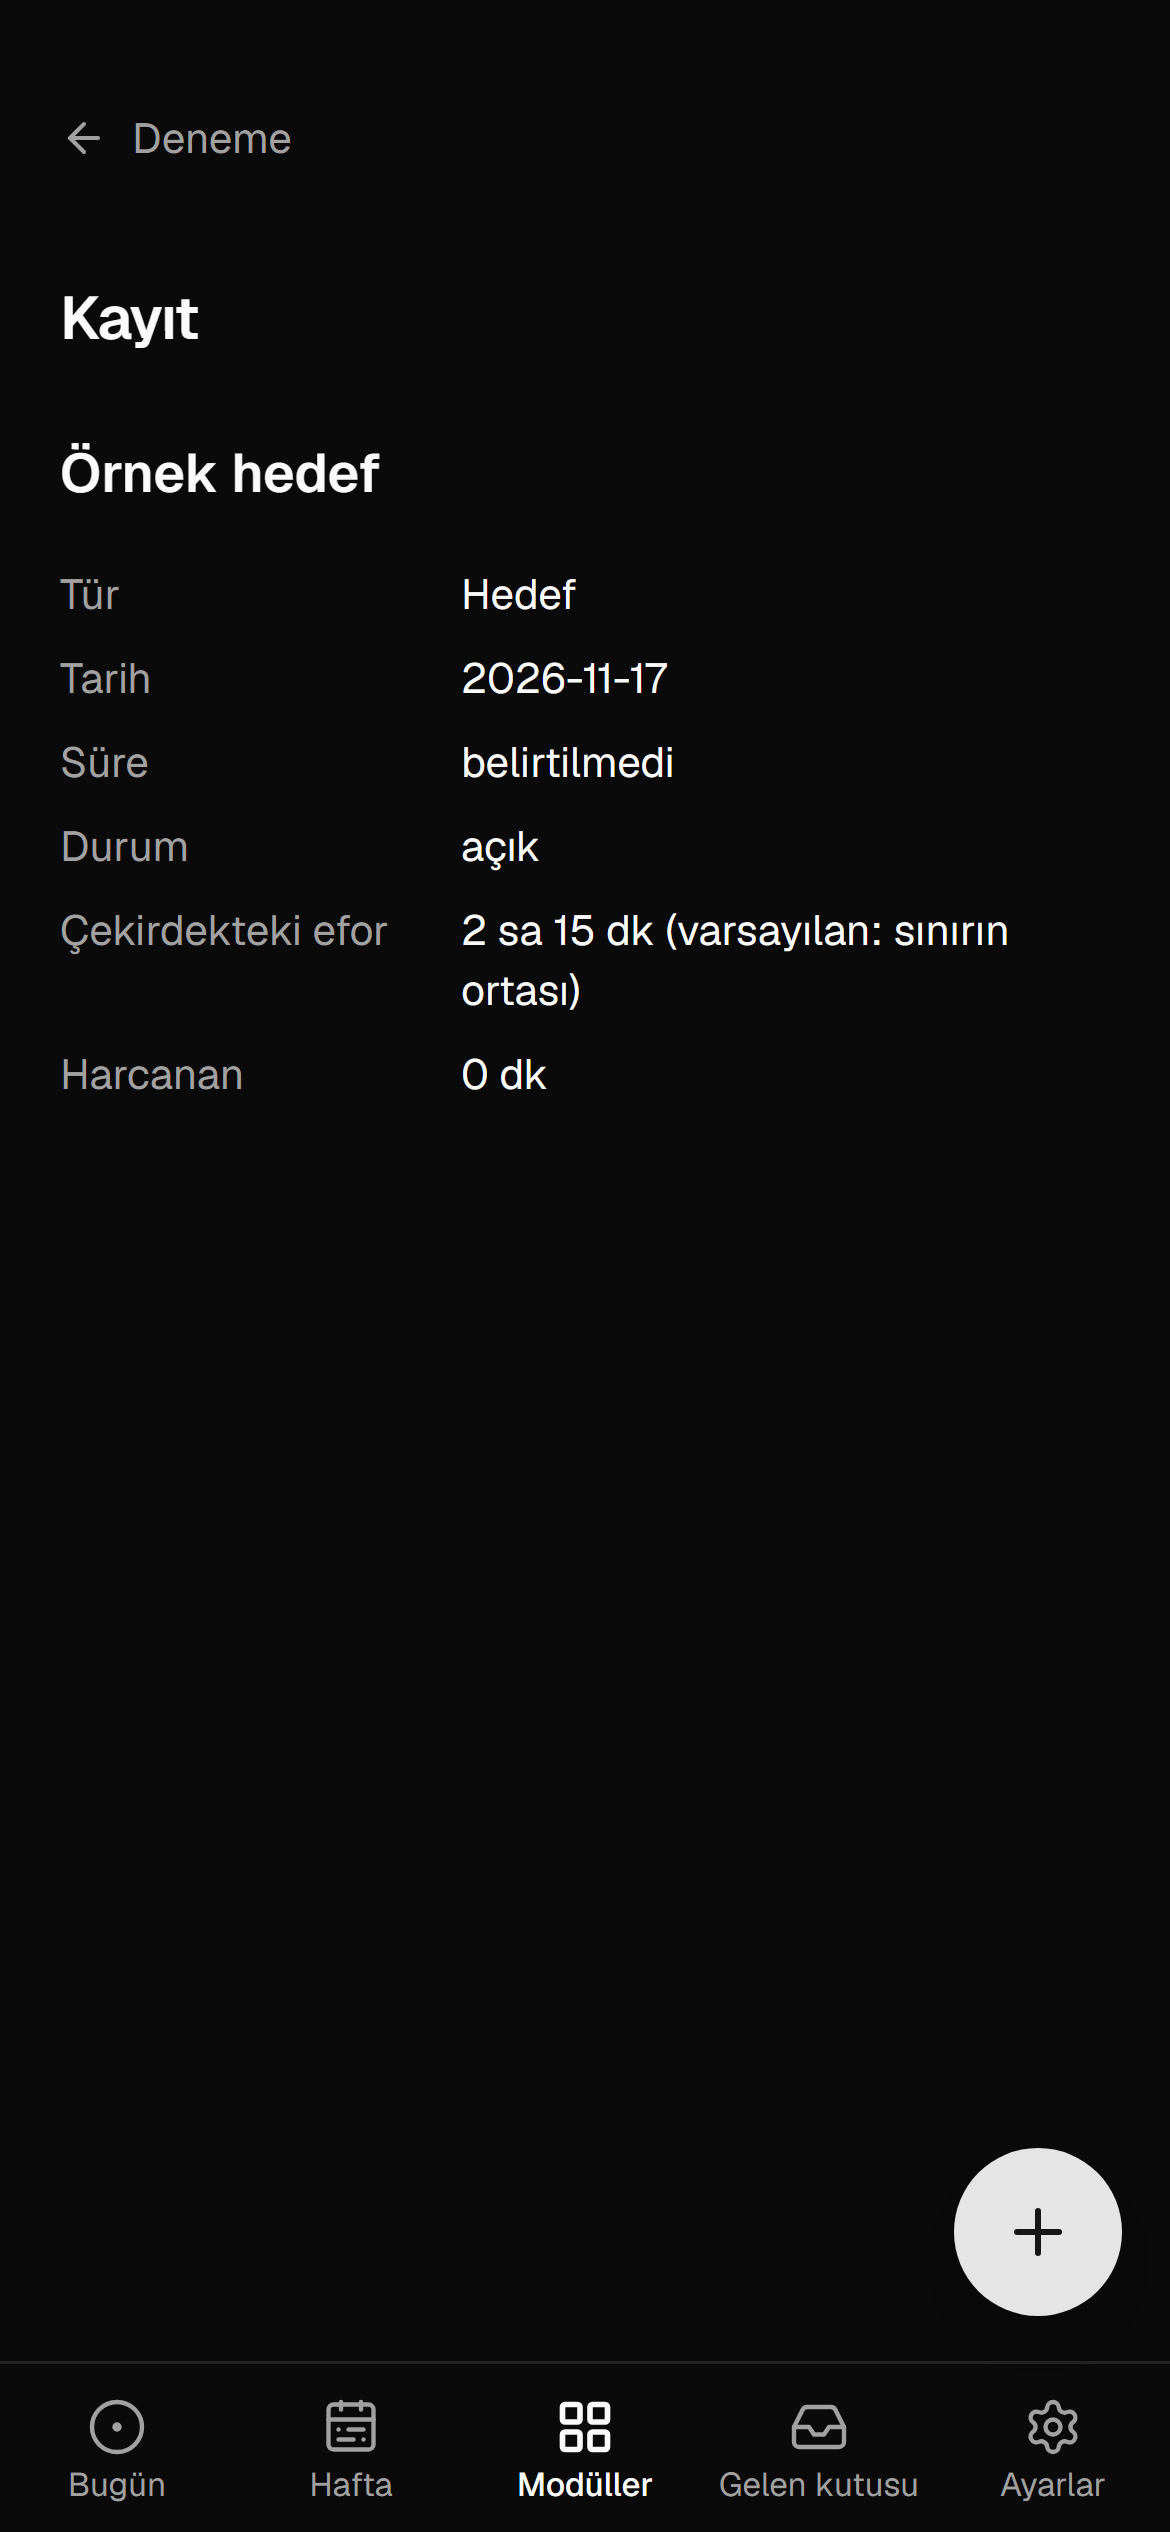 Deneme
Kayıt
Örnek hedef
Tür Hedef
Tarih 2026-11-17
Süre belirtilmedi
Durum açık
Çekirdekteki efor 2 sa 15 dk (varsayılan: sınırın
ortası)
Harcanan 0 dk
Bugün Hafta Modüller Gelen kutusu Ayarlar